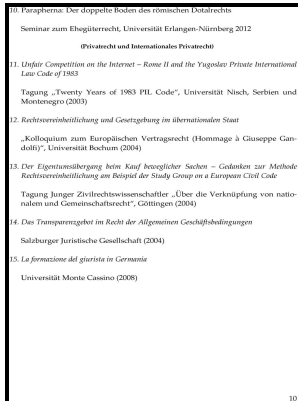 10. Parapherna: Der doppelte Boden des römischen Dotalrechts
Seminar zum Ehegüterrecht, Universität Erlangen-Nürnberg 2012
(Privatrecht und Internationales Privatrecht)
11. Unfair Competition on the Internet – Rome II and the Yugoslav Private International
Law Code of 1983
Tagung „Twenty Years of 1983 PIL Code", Universität Nisch, Serbien und
Montenegro (2003)
12. Rechtsvereinheitlichung und Gesetzgebung im übernationalen Staat
„Kolloquium zum Europäischen Vertragsrecht (Hommage à Giuseppe Gan-
dolfi)", Universität Bochum (2004)
13. Der Eigentumsübergang beim Kauf beweglicher Sachen – Gedanken zur Methode
Rechtsvereinheitlichung am Beispiel der Study Group on a European Civil Code
Tagung Junger Zivilrechtswissenschaftler „Über die Verknüpfung von natio-
nalem und Gemeinschaftsrecht", Göttingen (2004)
14. Das Transparenzgebot im Recht der Allgemeinen Geschäftsbedingungen
Salzburger Juristische Gesellschaft (2004)
15. La formazione del giurista in Germania
Universität Monte Cassino (2008)
10